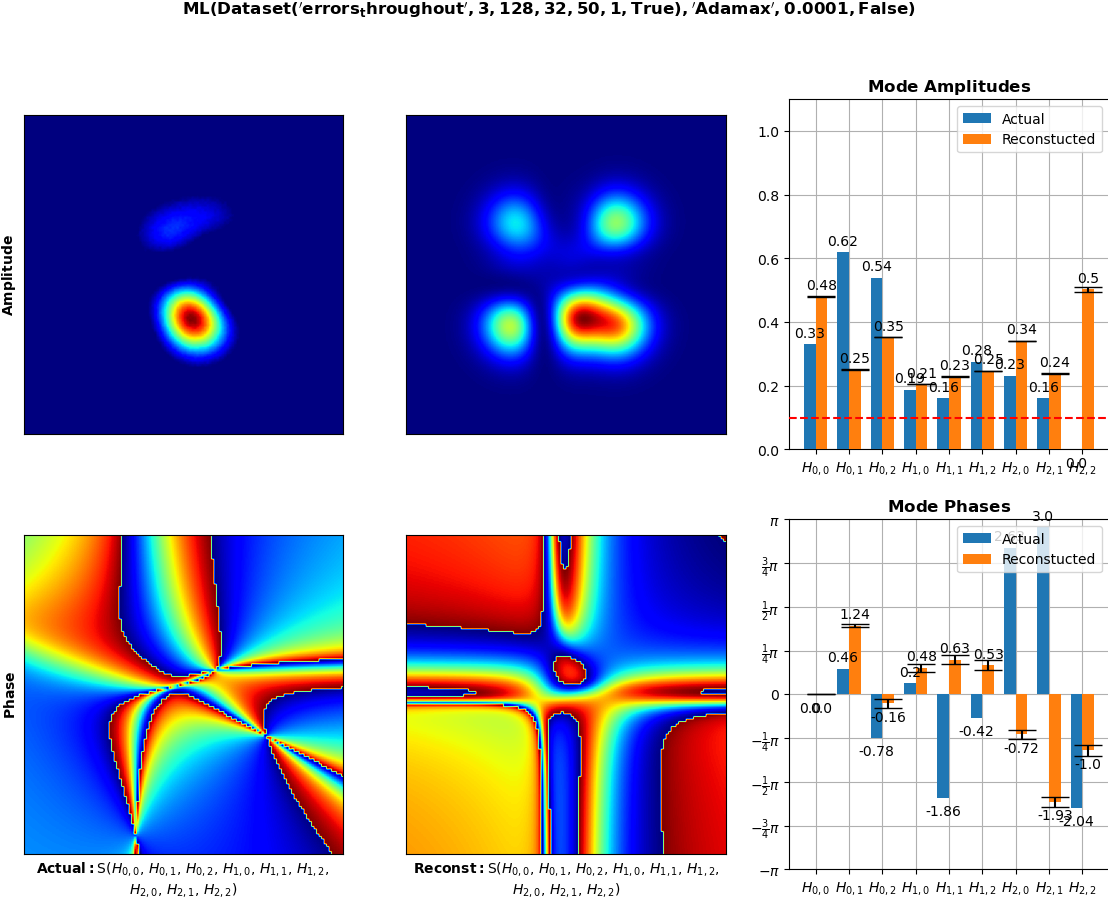 ML(Dataset('errors_throughout', 3, 128, 32, 50, 1, True), 'Adamax', 0.0001, False)
Amplitude
Mode Amplitudes
Actual
Reconstucted
1.0
0.8
0.6
0.4
0.2
0.0
0.33
0.48
0.62
0.25
0.54
0.35
0.19
0.21
0.16
0.23
0.28
0.25
0.23
0.34
0.16
0.24
0.0
0.5
H0,0 H0,1 H0,2 H1,0 H1,1 H1,2 H2,0 H2,1 H2,2
Phase
Actual: S(H0,0, H0,1, H0,2, H1,0, H1,1, H1,2,
H2,0, H2,1, H2,2)
Reconst: S(H0,0, H0,1, H0,2, H1,0, H1,1, H1,2,
H2,0, H2,1, H2,2)
Mode Phases
Actual
Reconstucted
π
3/4π
1/2π
1/4π
0
−1/4π
−1/2π
−3/4π
−π
0.0
0.0
0.46
1.24
-0.78
-0.16
0.2
0.48
-1.86
0.63
-0.42
0.53
-0.72
3.0
-1.93
-2.04
-1.0
H0,0 H0,1 H0,2 H1,0 H1,1 H1,2 H2,0 H2,1 H2,2